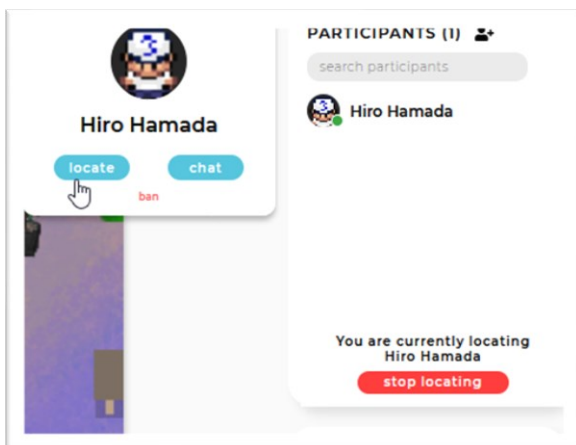 Hiro Hamada
locate
chat
ban
PARTICIPANTS (1)
search participants
Hiro Hamada
You are currently locating
Hiro Hamada
stop locating